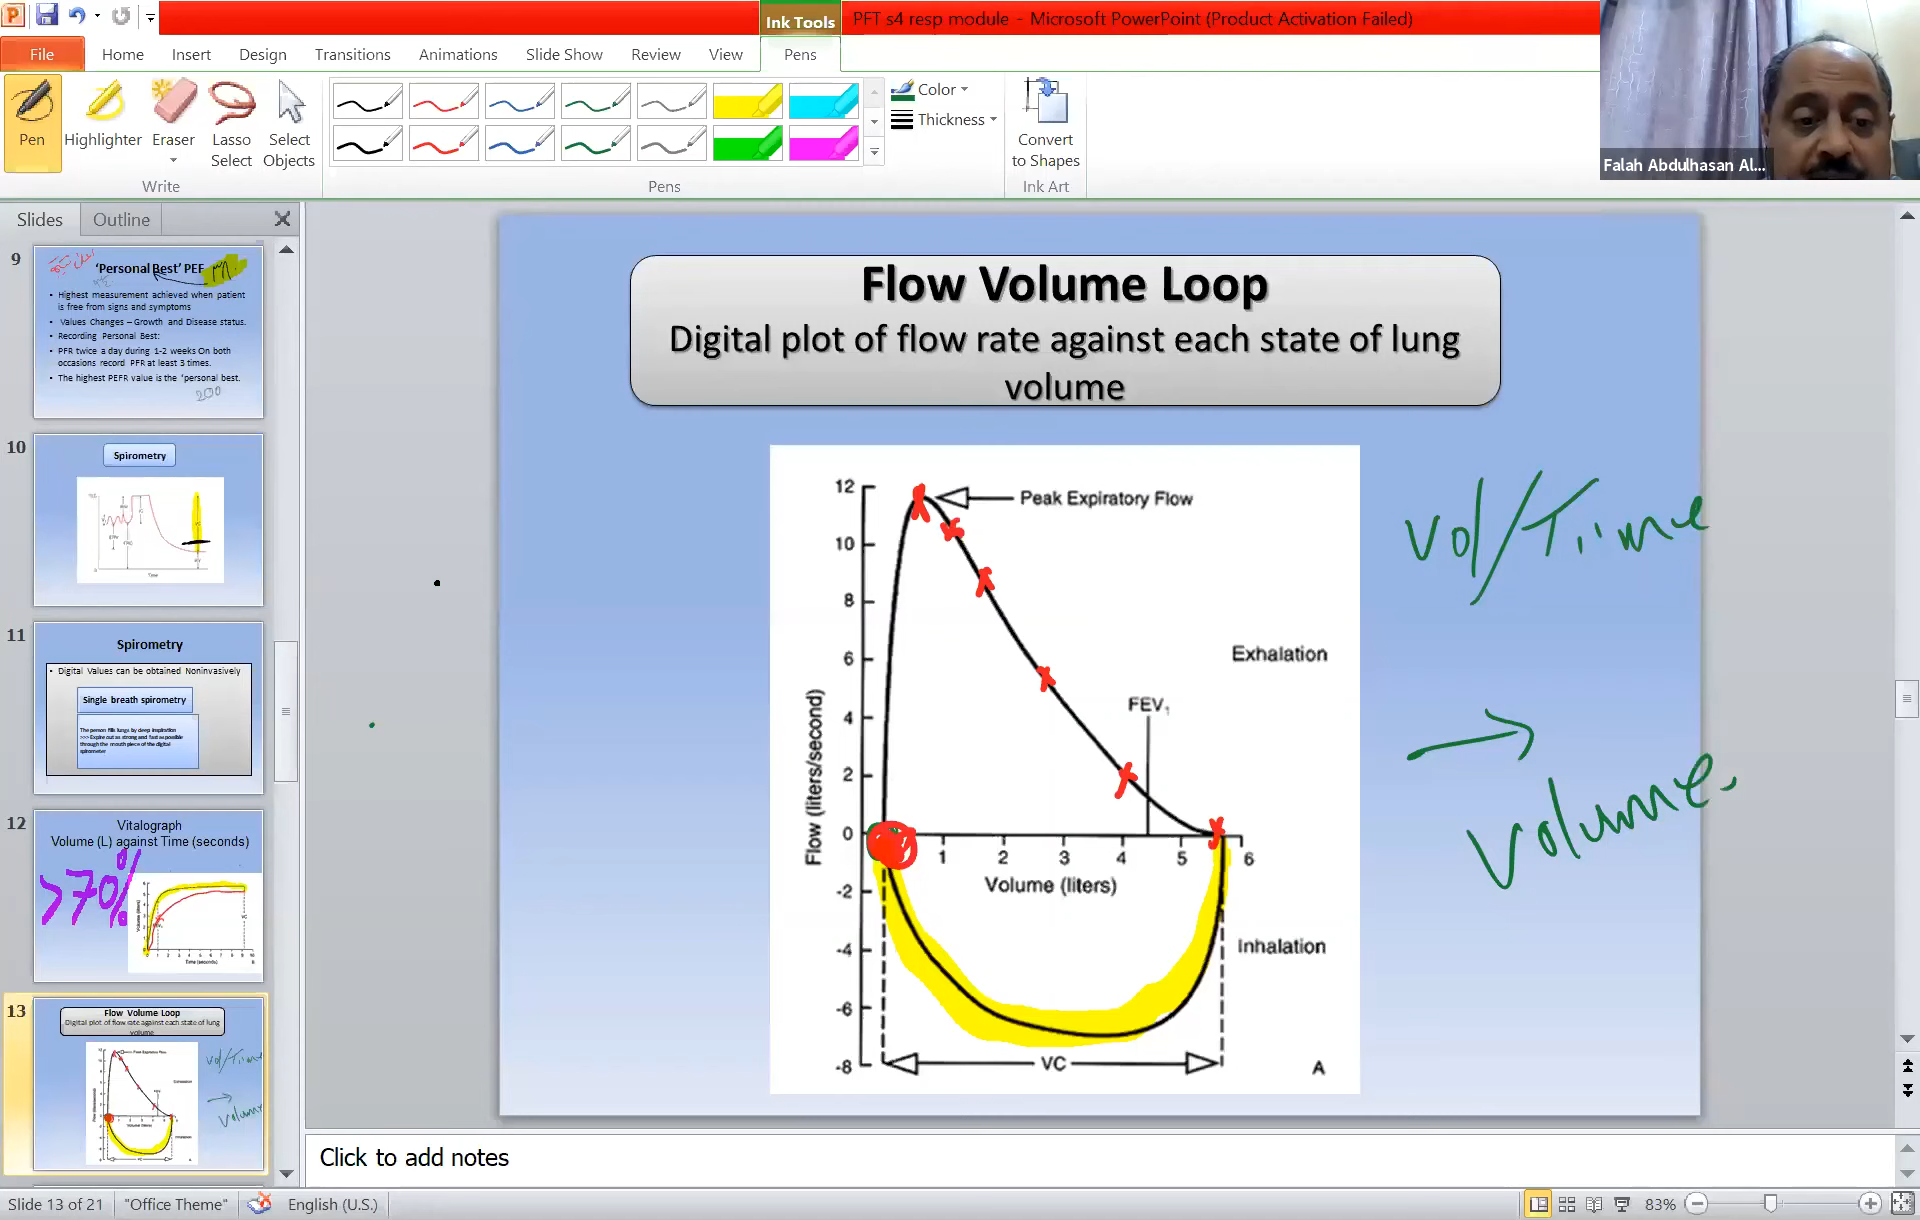 PFT s4 resp module - Microsoft PowerPoint (Product Activation Failed)
Ink Tools
File
Home
Insert
Design
Transitions
Animations
Slide Show
Review
View
Pens
Pen
Highlighter
Eraser
Lasso Select
Select Objects
Write
Pens
Color
Thickness
Convert to Shapes
Ink Art
Falah Abdulhasan Al...
Slides
Outline
9
'Personal Best' PEF
• Highest measurement achieved when patient
is free from signs and symptoms
• Values Changes – Growth and Disease status.
• Recording Personal Best:
PFR twice a day during 1-2 weeks On both
occasions record PFR at least 3 times.
• The highest PEFR value is the 'personal best.
200
10
Spirometry
Time
11
Spirometry
• Digital Values can be obtained Noninvasively
Single breath spirometry
The person fills lungs by deep inspiration
>>> Expire out as strong and fast as possible
through the mouth piece of the digital
spirometer
12
Vitalograph
Volume (L) against Time (seconds)
>70%
Volume (liters)
VC
Time (seconds)
13
Flow Volume Loop
Digital plot of flow rate against each state of lung
volume
Vol/Time
Volume
Flow Volume Loop
Digital plot of flow rate against each state of lung
volume
12
10
8
6
4
2
0
-2
-4
-6
-8
Flow (liters/second)
Peak Expiratory Flow
Exhalation
FEV1
1 2 3 4 5 6
Volume (liters)
Inhalation
VC
A
Vol/Time
Volume.
Click to add notes
Slide 13 of 21
"Office Theme"
English (U.S.)
83%